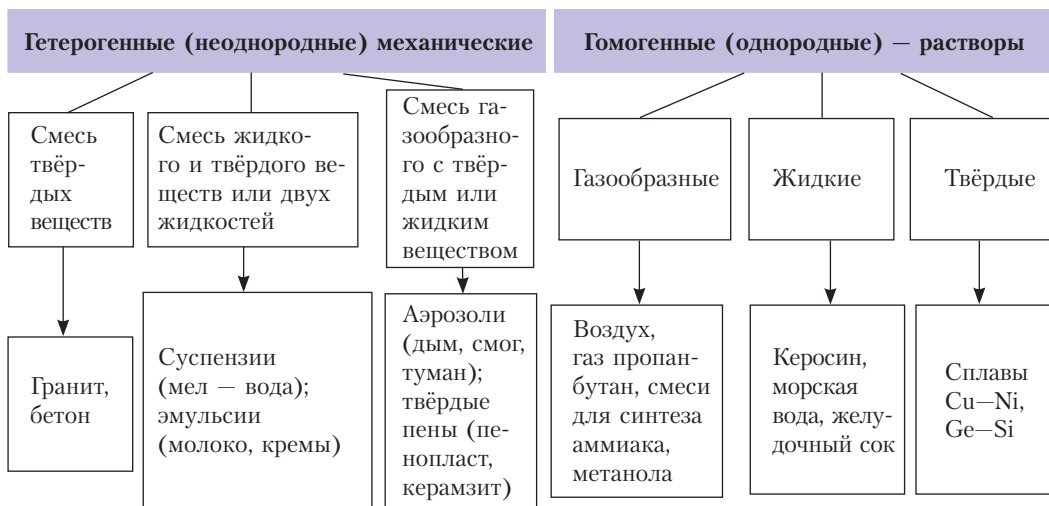 Гетерогенные (неоднородные) механические
Гомогенные (однородные) — растворы
Смесь
твёр-
дых
веществ
Смесь жидко-
го и твёрдого ве-
ществ или двух
жидкостей
Смесь га-
зообразно-
го с твёр-
дым или
жидким
веществом
Газообразные
Жидкие
Твёрдые
Гранит,
бетон
Суспензии
(мел — вода);
эмульсии
(молоко, кремы)
Аэрозоли
(дым, смог,
туман);
твёрдые
пены (пе-
нопласт,
керамзит)
Воздух,
газ пропан-
бутан, смеси
для синтеза
аммиака,
метанола
Керосин,
морская
вода, желу-
дочный сок
Сплавы
Cu—Ni,
Ge—Si